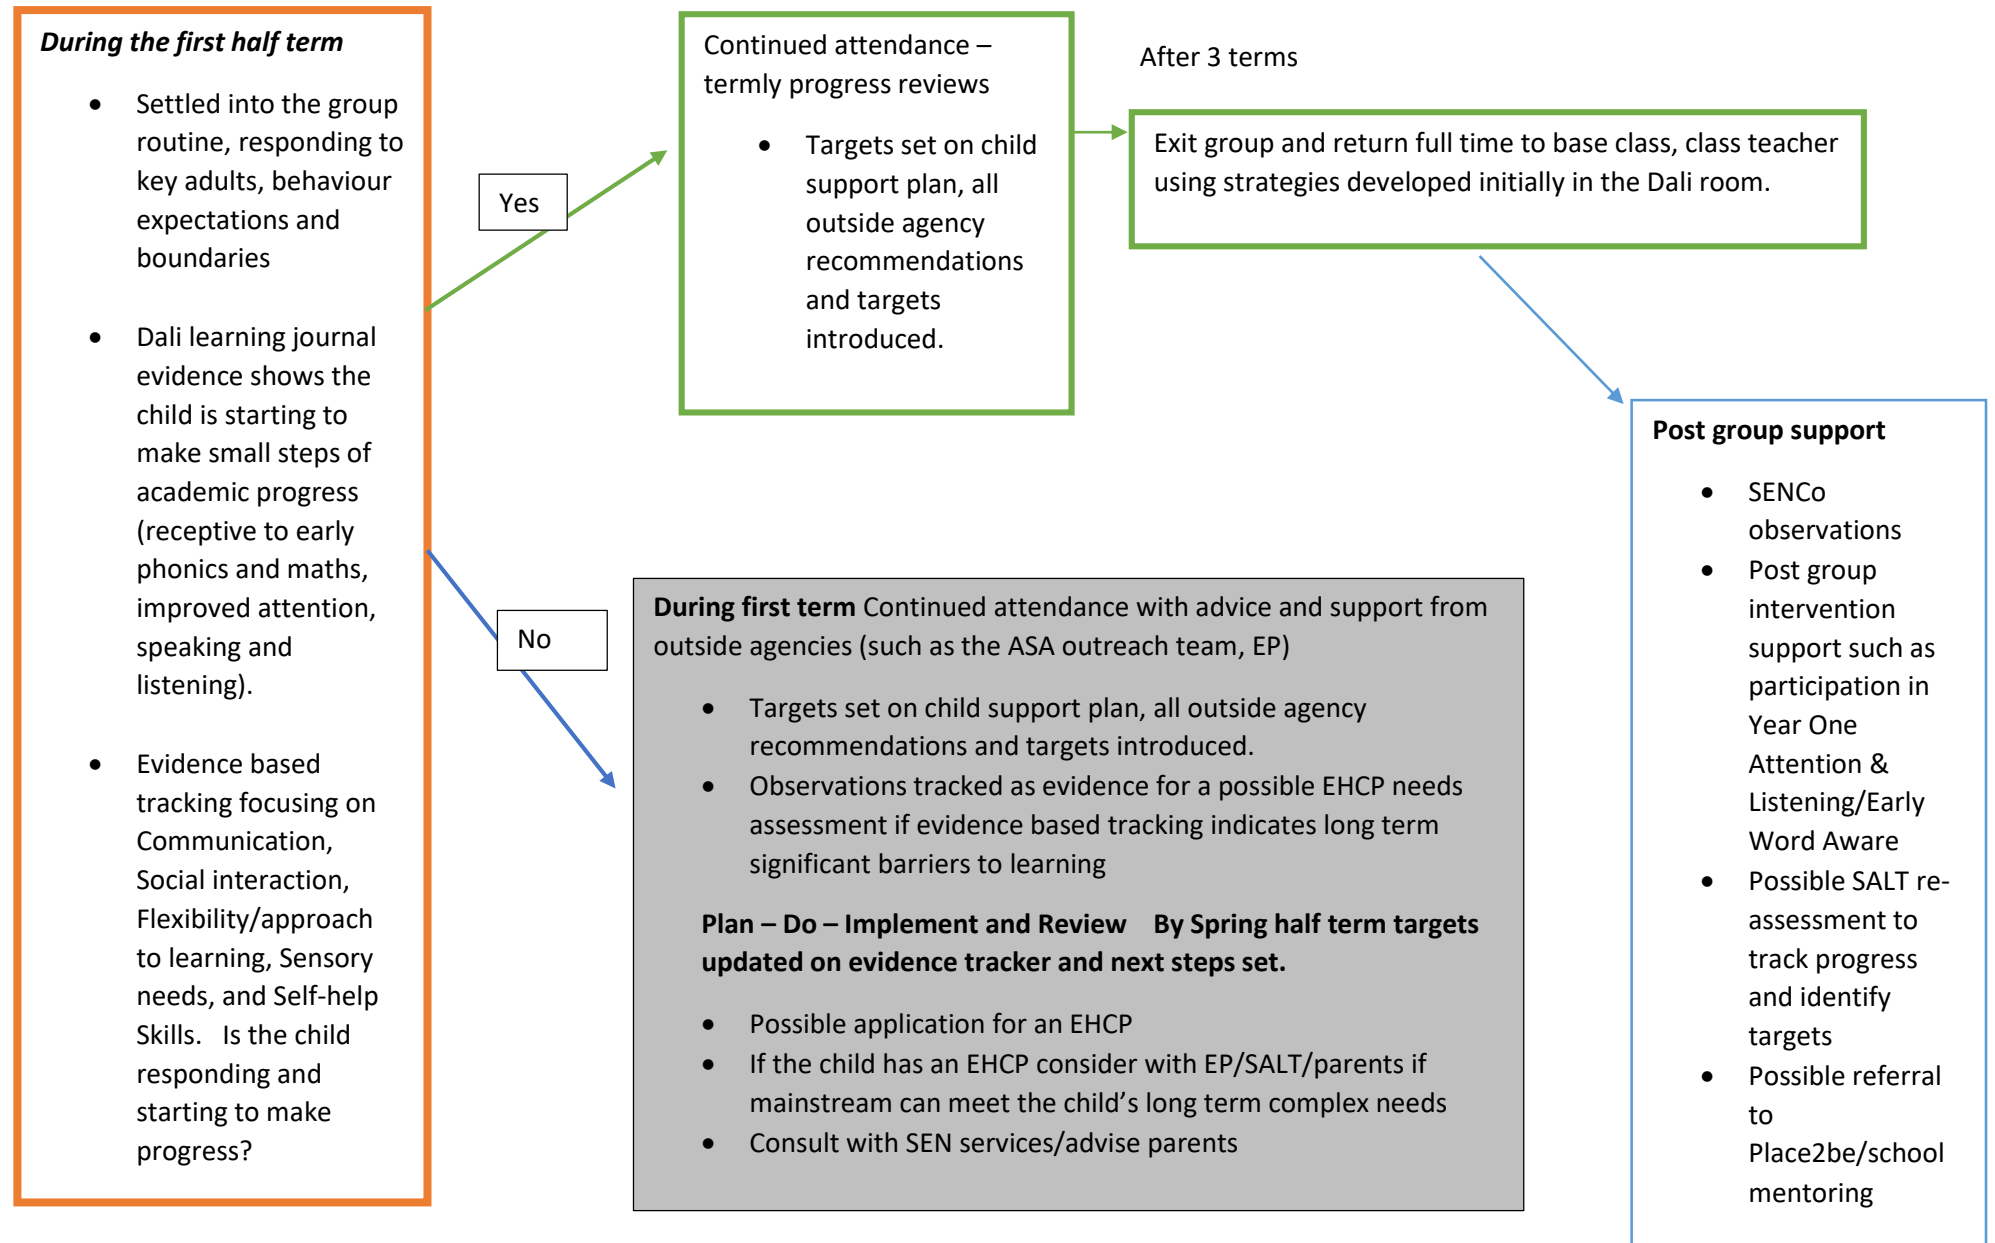 During the first half term
• Settled into the group
routine, responding to
key adults, behaviour
expectations and
boundaries
• Dali learning journal
evidence shows the
child is starting to
make small steps of
academic progress
(receptive to early
phonics and maths,
improved attention,
speaking and
listening).
• Evidence based
tracking focusing on
Communication,
Social interaction,
Flexibility/approach
to learning, Sensory
needs, and Self-help
Skills. Is the child
responding and
starting to make
progress?
Yes
Continued attendance –
termly progress reviews
• Targets set on child
support plan, all
outside agency
recommendations
and targets
introduced.
After 3 terms
Exit group and return full time to base class, class teacher
using strategies developed initially in the Dali room.
No
During first term Continued attendance with advice and support from
outside agencies (such as the ASA outreach team, EP)
• Targets set on child support plan, all outside agency
recommendations and targets introduced.
• Observations tracked as evidence for a possible EHCP needs
assessment if evidence based tracking indicates long term
significant barriers to learning
Plan – Do – Implement and Review By Spring half term targets
updated on evidence tracker and next steps set.
• Possible application for an EHCP
• If the child has an EHCP consider with EP/SALT/parents if
mainstream can meet the child’s long term complex needs
• Consult with SEN services/advise parents
Post group support
• SENCo
observations
• Post group
intervention
support such as
participation in
Year One
Attention &
Listening/Early
Word Aware
• Possible SALT re-
assessment to
track progress
and identify
targets
• Possible referral
to
Place2be/school
mentoring